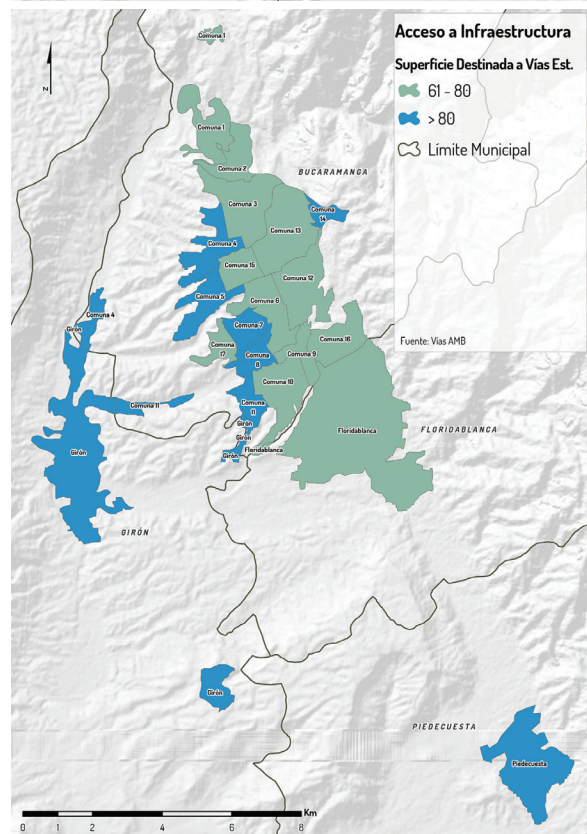 Acceso a Infraestructura
Superficie Destinada a Vías Est.
61 - 80
> 80
Límite Municipal
Fuente: Vías AMB
N
Comuna 1
Comuna 1
Comuna 2
BUCARAMANGA
Comuna 3
Comuna
14
Comuna 13
Comuna 4
Comuna 15
Comuna 12
Comuna 5
Comuna 6
Comuna 4
Girón
Comuna 7
Comuna
17
Comuna
8
Comuna 9
Comuna 16
Comuna 10
Comuna 11
Comuna
11
Girón
Girón
Girón
Floridablanca
Floridablanca
FLORIDABLANCA
Girón
GIRÓN
Girón
PIEDECUESTA
Piedecuesta
Km
0 1 2 4 6 8